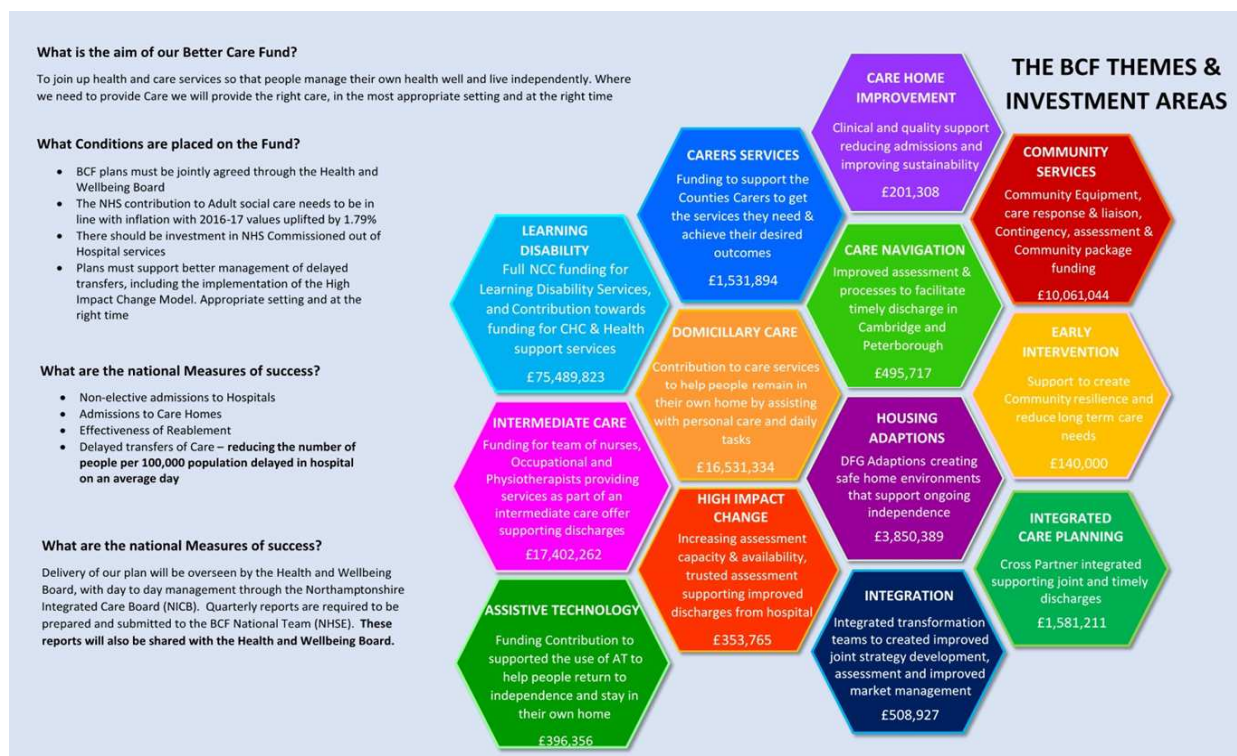 What is the aim of our Better Care Fund?
To join up health and care services so that people manage their own health well and live independently. Where
we need to provide Care we will provide the right care, in the most appropriate setting and at the right time
What Conditions are placed on the Fund?
• BCF plans must be jointly agreed through the Health and
Wellbeing Board
• The NHS contribution to Adult social care needs to be in
line with inflation with 2016-17 values uplifted by 1.79%
• There should be investment in NHS Commissioned out of
Hospital services
• Plans must support better management of delayed
transfers, including the implementation of the High
Impact Change Model. Appropriate setting and at the
right time
What are the national Measures of success?
• Non-elective admissions to Hospitals
• Admissions to Care Homes
• Effectiveness of Reablement
• Delayed transfers of Care – reducing the number of
people per 100,000 population delayed in hospital
on an average day
What are the national Measures of success?
Delivery of our plan will be overseen by the Health and Wellbeing
Board, with day to day management through the Northamptonshire
Integrated Care Board (NICB). Quarterly reports are required to be
prepared and submitted to the BCF National Team (NHSE). These
reports will also be shared with the Health and Wellbeing Board.
THE BCF THEMES &
INVESTMENT AREAS
CARE HOME
IMPROVEMENT
Clinical and quality support
reducing admissions and
improving sustainability
£201,308
CARERS SERVICES
Funding to support the
Counties Carers to get
the services they need &
achieve their desired
outcomes
£1,531,894
COMMUNITY
SERVICES
Community Equipment,
care response & liaison,
Contingency, assessment &
Community package
funding
£10,061,044
LEARNING
DISABILITY
Full NCC funding for
Learning Disability Services,
and Contribution towards
funding for CHC & Health
support services
£75,489,823
CARE NAVIGATION
Improved assessment &
processes to facilitate
timely discharge in
Cambridge and
Peterborough
£495,717
DOMICILLARY CARE
Contribution to care services
to help people remain in
their own home by assisting
with personal care and daily
tasks
£16,531,334
EARLY
INTERVENTION
Support to create
Community resilience and
reduce long term care
needs
£140,000
INTERMEDIATE CARE
Funding for team of nurses,
Occupational and
Physiotherapists providing
services as part of an
intermediate care offer
supporting discharges
£17,402,262
HOUSING
ADAPTIONS
DFG Adaptions creating
safe home environments
that support ongoing
independence
£3,850,389
HIGH IMPACT
CHANGE
Increasing assessment
capacity & availability,
trusted assessment
supporting improved
discharges from hospital
£353,765
INTEGRATED
CARE PLANNING
Cross Partner integrated
supporting joint and timely
discharges
£1,581,211
ASSISTIVE TECHNOLOGY
Funding Contribution to
supported the use of AT to
help people return to
independence and stay in
their own home
£396,356
INTEGRATION
Integrated transformation
teams to created improved
joint strategy development,
assessment and improved
market management
£508,927